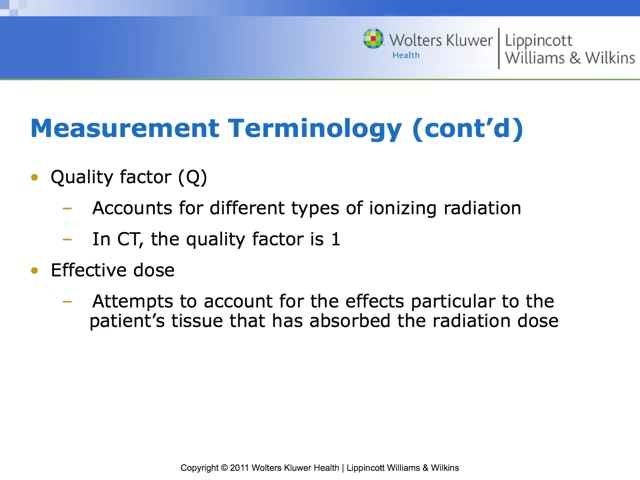 Wolters Kluwer
Health
Lippincott
Williams & Wilkins
Measurement Terminology (cont’d)
• Quality factor (Q)
– Accounts for different types of ionizing radiation
– In CT, the quality factor is 1
• Effective dose
– Attempts to account for the effects particular to the
patient’s tissue that has absorbed the radiation dose
Copyright © 2011 Wolters Kluwer Health | Lippincott Williams & Wilkins